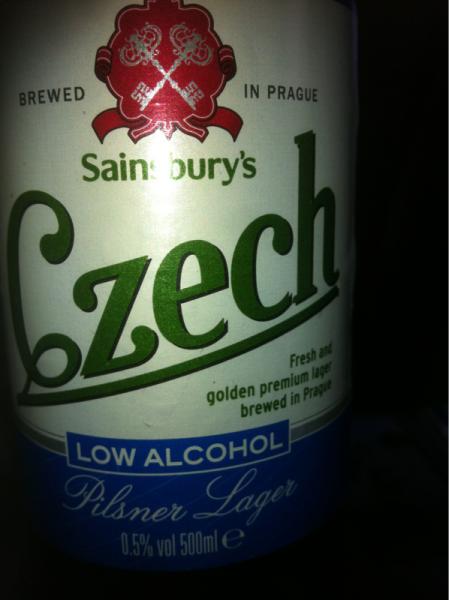 BREWED IN PRAGUE
Sainsbury's
Czech
Fresh and
golden premium lager
brewed in Prague
LOW ALCOHOL
Pilsner Lager
0.5% vol 500ml e